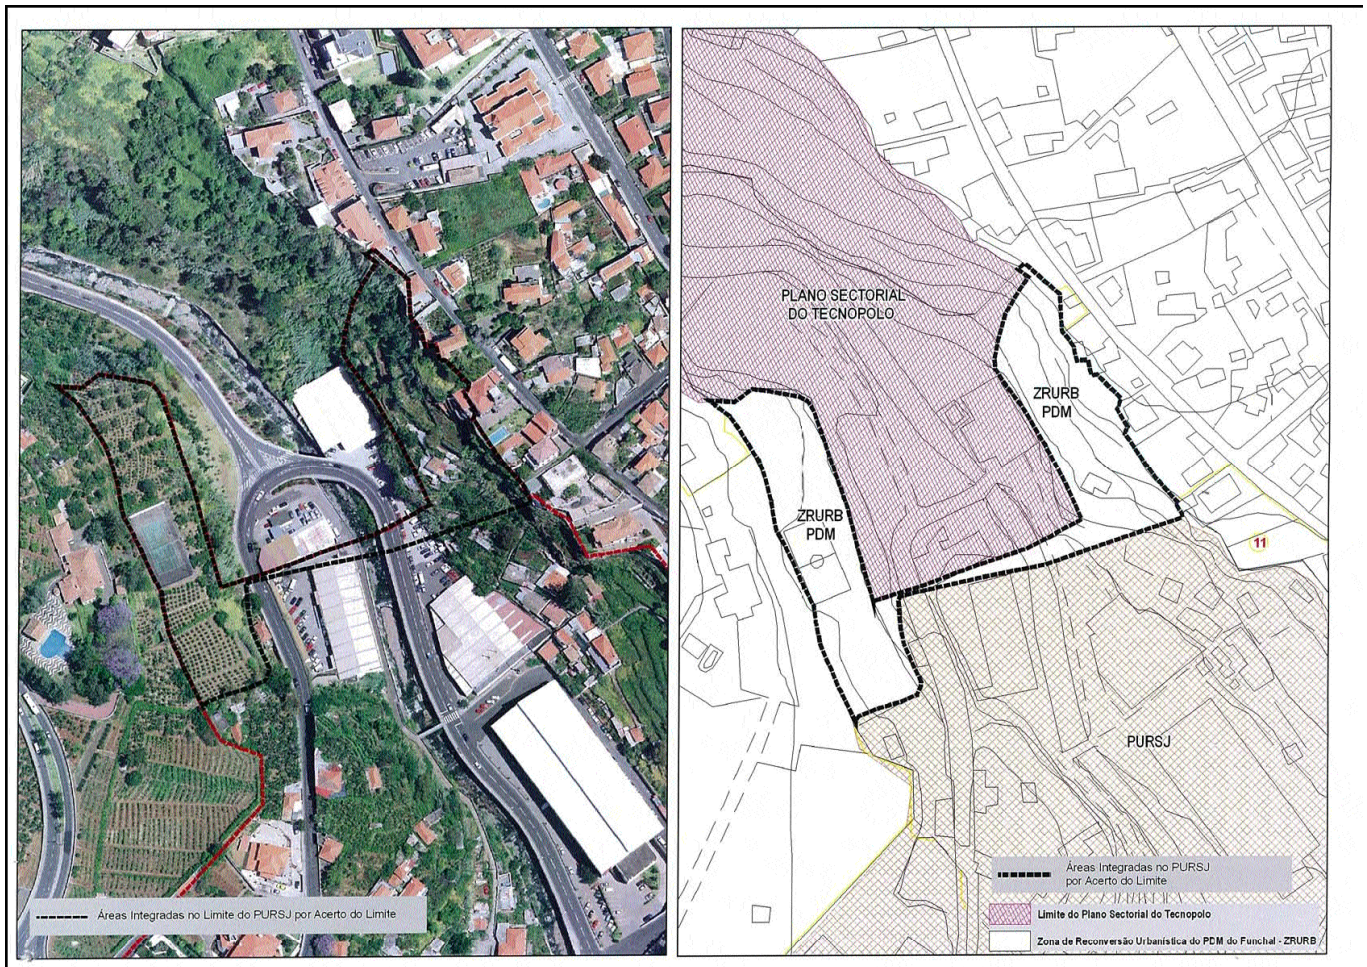 Áreas Integradas no Limite do PURSJ por Acerto do Limite
PLANO SECTORIAL
DO TECNOPOLO
ZRURB
PDM
ZRURB
PDM
11
PURSJ
Áreas Integradas no PURSJ
por Acerto do Limite
Limite do Plano Sectorial do Tecnopolo
Zona de Reconversão Urbanística do PDM do Funchal - ZRURB